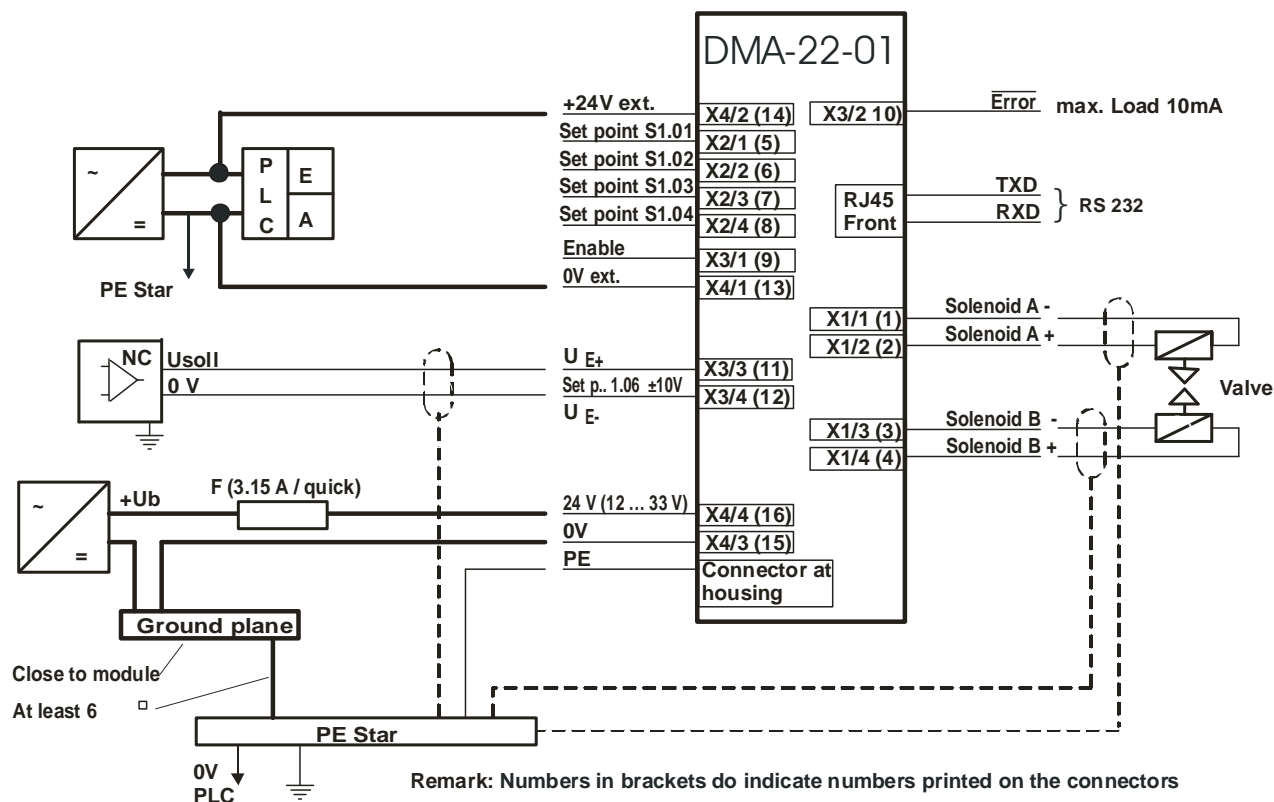 DMA-22-01
+24V ext.
X4/2 (14)
X3/2 10)
Error
max. Load 10mA
Set point S1.01
X2/1 (5)
Set point S1.02
X2/2 (6)
Set point S1.03
X2/3 (7)
Set point S1.04
X2/4 (8)
Enable
X3/1 (9)
0V ext.
X4/1 (13)
~
=
P
L
C
E
A
PE Star
RJ45
Front
TXD
RXD
}
RS 232
X1/1 (1)
Solenoid A -
X1/2 (2)
Solenoid A +
Valve
X1/3 (3)
Solenoid B -
X1/4 (4)
Solenoid B +
NC
Usoll
0 V
U E+
X3/3 (11)
Set p.. 1.06 ±10V
X3/4 (12)
U E-
~
=
+Ub
F (3.15 A / quick)
24 V (12 ... 33 V)
X4/4 (16)
0V
X4/3 (15)
PE
Connector at
housing
Ground plane
Close to module
At least 6 □
PE Star
0V
PLC
Remark: Numbers in brackets do indicate numbers printed on the connectors